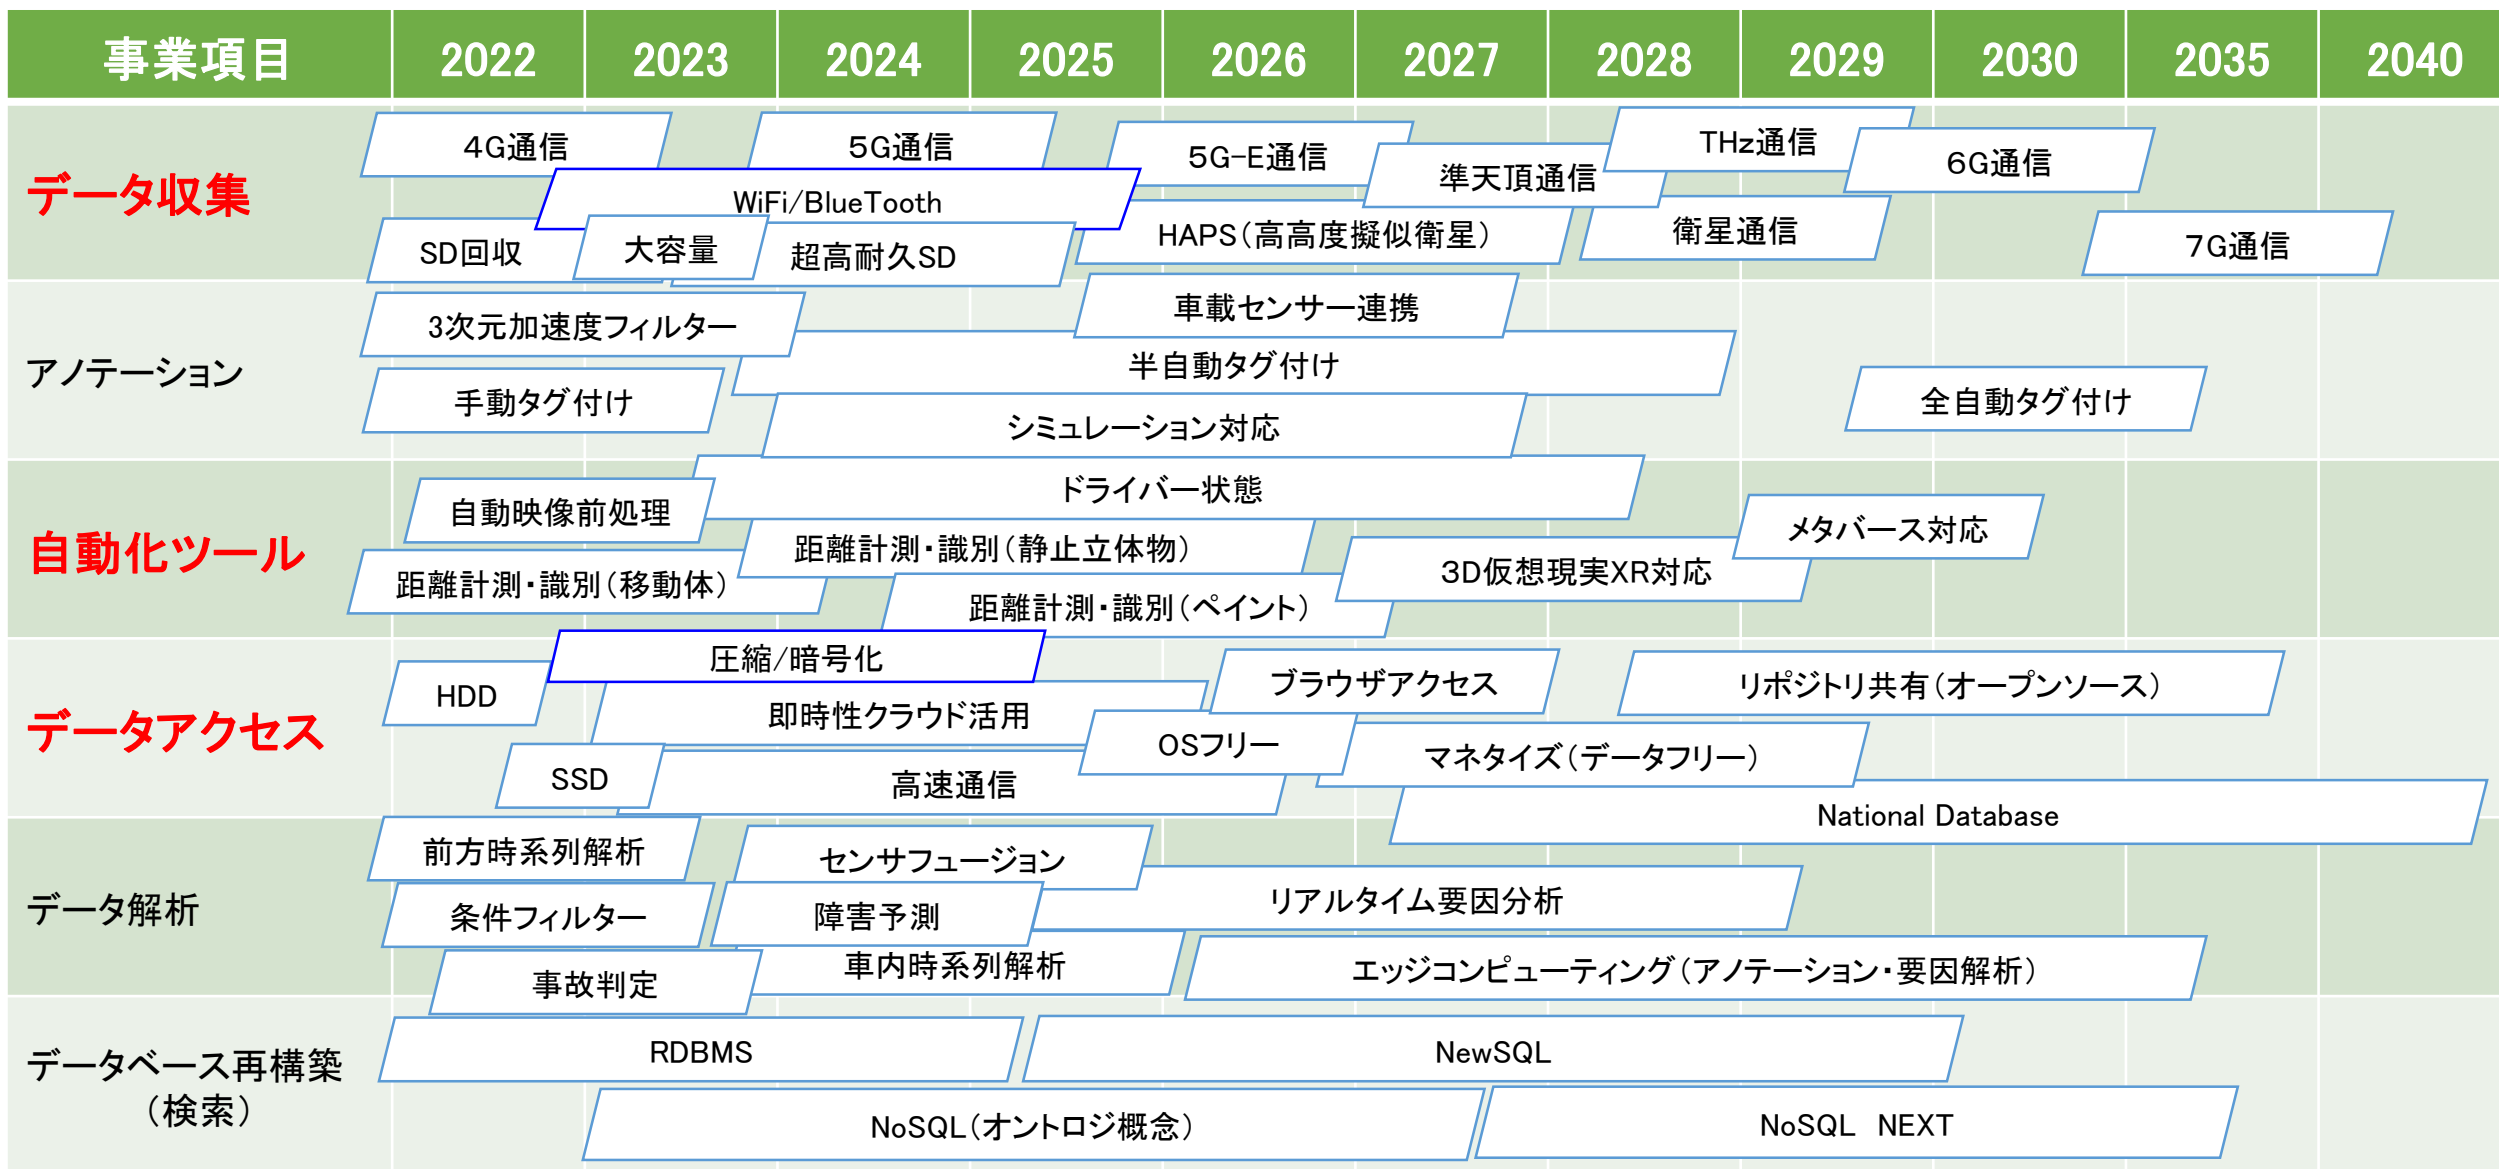 事業項目 2022 2023 2024 2025 2026 2027 2028 2029 2030 2035 2040
データ収集
4G通信
5G通信
5G-E通信
準天頂通信
THz通信
6G通信
WiFi/BlueTooth
SD回収
大容量
超高耐久SD
HAPS（高高度擬似衛星）
衛星通信
7G通信
アノテーション
3次元加速度フィルター
車載センサー連携
半自動タグ付け
手動タグ付け
シミュレーション対応
全自動タグ付け
自動化ツール
自動映像前処理
ドライバー状態
メタバース対応
距離計測・識別（移動体）
距離計測・識別（静止立体物）
距離計測・識別（ペイント）
3D仮想現実XR対応
データアクセス
圧縮/暗号化
HDD
即時性クラウド活用
ブラウザアクセス
リポジトリ共有（オープンソース）
SSD
高速通信
OSフリー
マネタイズ（データフリー）
National Database
データ解析
前方時系列解析
センサフュージョン
条件フィルター
障害予測
リアルタイム要因分析
事故判定
車内時系列解析
エッジコンピューティング（アノテーション・要因解析）
データベース再構築
（検索）
RDBMS
NewSQL
NoSQL（オントロジ概念）
NoSQL　NEXT